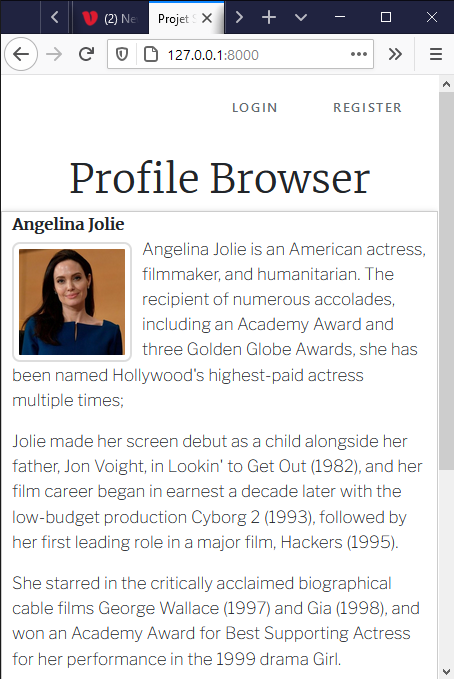 (2) Ne
Projet S
127.0.0.1:8000
LOGIN REGISTER
Profile Browser
Angelina Jolie
Angelina Jolie is an American actress,
filmmaker, and humanitarian. The
recipient of numerous accolades,
including an Academy Award and
three Golden Globe Awards, she has
been named Hollywood's highest-paid actress
multiple times;
Jolie made her screen debut as a child alongside her
father, Jon Voight, in Lookin' to Get Out (1982), and her
film career began in earnest a decade later with the
low-budget production Cyborg 2 (1993), followed by
her first leading role in a major film, Hackers (1995).
She starred in the critically acclaimed biographical
cable films George Wallace (1997) and Gia (1998), and
won an Academy Award for Best Supporting Actress
for her performance in the 1999 drama Girl.